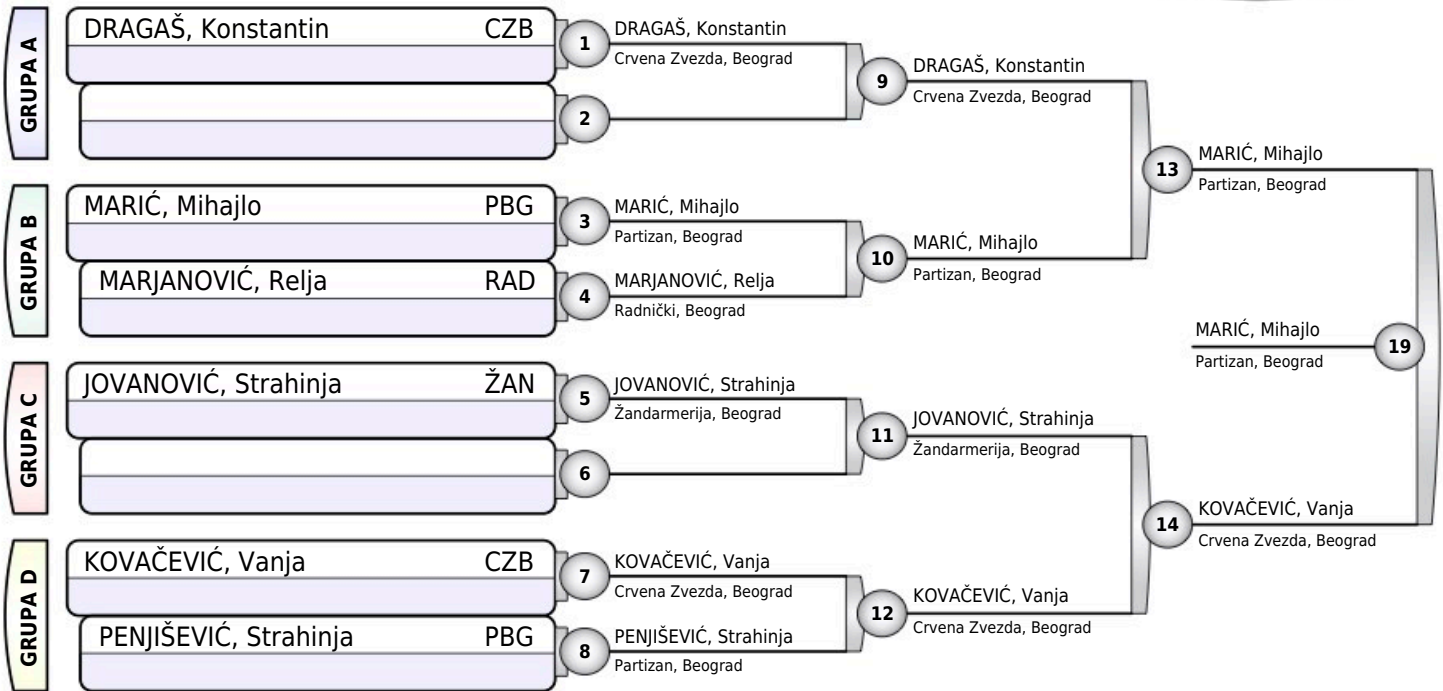 GRUPA A
DRAGAŠ, Konstantin CZB
1
DRAGAŠ, Konstantin
Crvena Zvezda, Beograd
2
9
DRAGAŠ, Konstantin
Crvena Zvezda, Beograd
GRUPA B
MARIĆ, Mihajlo PBG
3
MARIĆ, Mihajlo
Partizan, Beograd
MARJANOVIĆ, Relja RAD
4
MARJANOVIĆ, Relja
Radnički, Beograd
10
MARIĆ, Mihajlo
Partizan, Beograd
13
MARIĆ, Mihajlo
Partizan, Beograd
GRUPA C
JOVANOVIĆ, Strahinja ŽAN
5
JOVANOVIĆ, Strahinja
Žandarmerija, Beograd
6
11
JOVANOVIĆ, Strahinja
Žandarmerija, Beograd
GRUPA D
KOVAČEVIĆ, Vanja CZB
7
KOVAČEVIĆ, Vanja
Crvena Zvezda, Beograd
PENJIŠEVIĆ, Strahinja PBG
8
PENJIŠEVIĆ, Strahinja
Partizan, Beograd
12
KOVAČEVIĆ, Vanja
Crvena Zvezda, Beograd
14
KOVAČEVIĆ, Vanja
Crvena Zvezda, Beograd
MARIĆ, Mihajlo
Partizan, Beograd
19